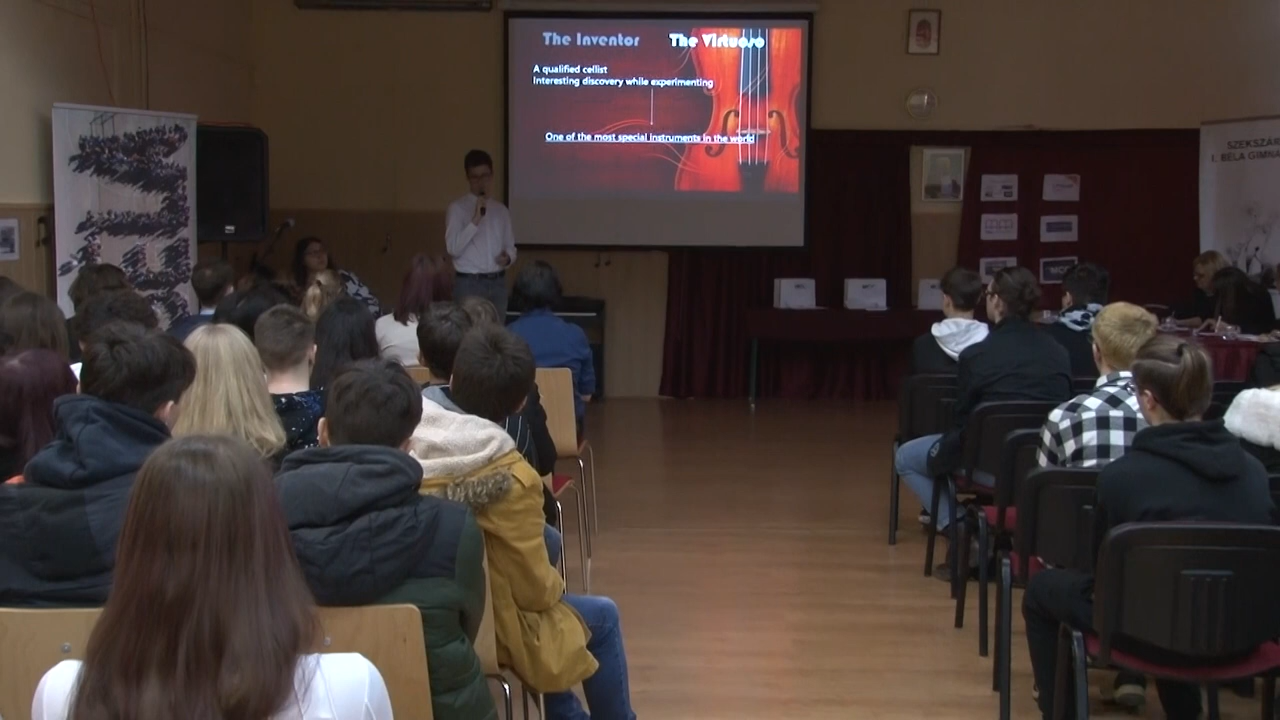 The Inventor
The Virtuoso
A qualified cellist
Interesting discovery while experimenting
One of the most special instruments in the world
SZEKSZÁR
I. BÉLA GIMNÁ